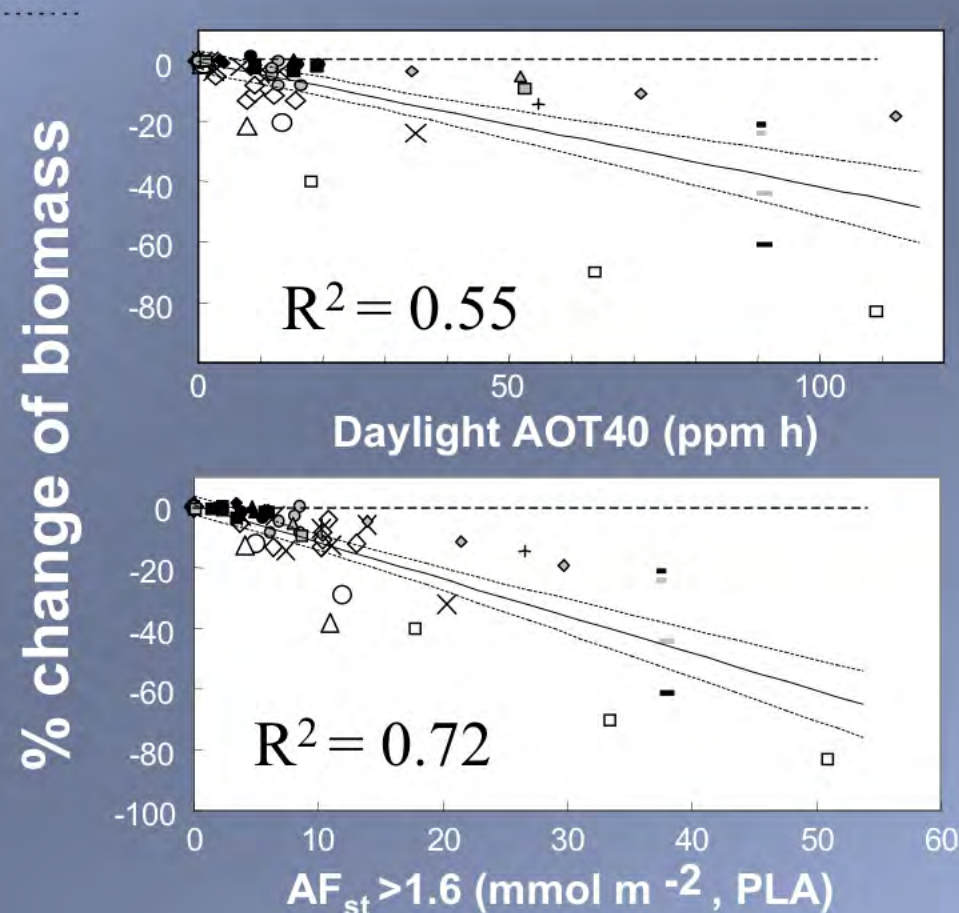 % change of biomass
0
-20
-40
-60
-80
R² = 0.55
0 50 100
Daylight AOT40 (ppm h)
0
-20
-40
-60
-80
-100
R² = 0.72
0 10 20 30 40 50 60
AFst >1.6 (mmol m -2 , PLA)